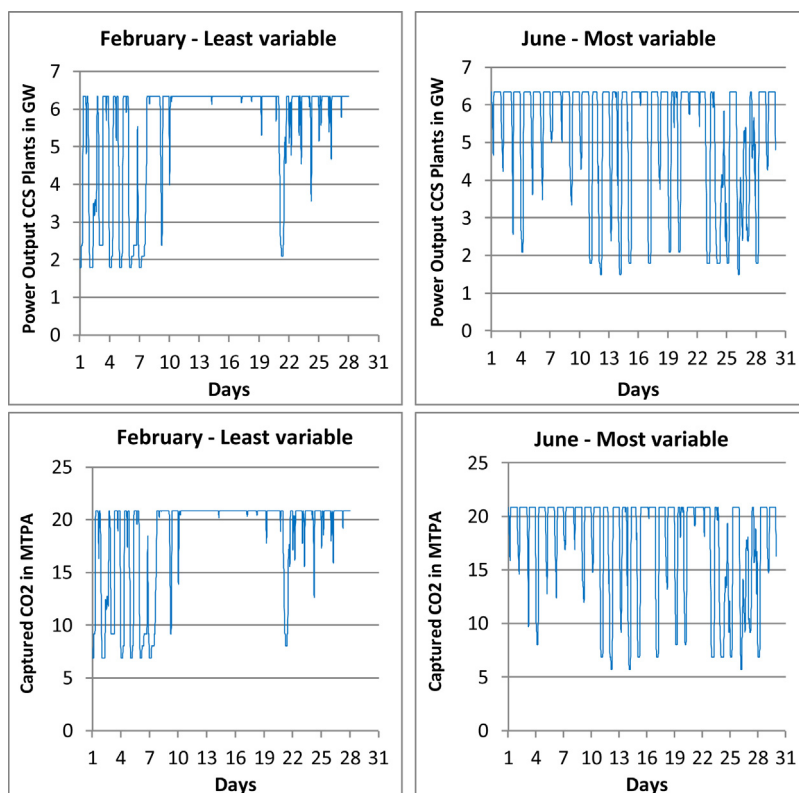 February - Least variable
Power Output CCS Plants in GW
7
6
5
4
3
2
1
0
1 4 7 10 13 16 19 22 25 28 31
Days
June - Most variable
Power Output CCS Plants in GW
7
6
5
4
3
2
1
0
1 4 7 10 13 16 19 22 25 28 31
Days
February - Least variable
Captured CO2 in MTPA
25
20
15
10
5
0
1 4 7 10 13 16 19 22 25 28 31
Days
June - Most variable
Captured CO2 in MTPA
25
20
15
10
5
0
1 4 7 10 13 16 19 22 25 28 31
Days